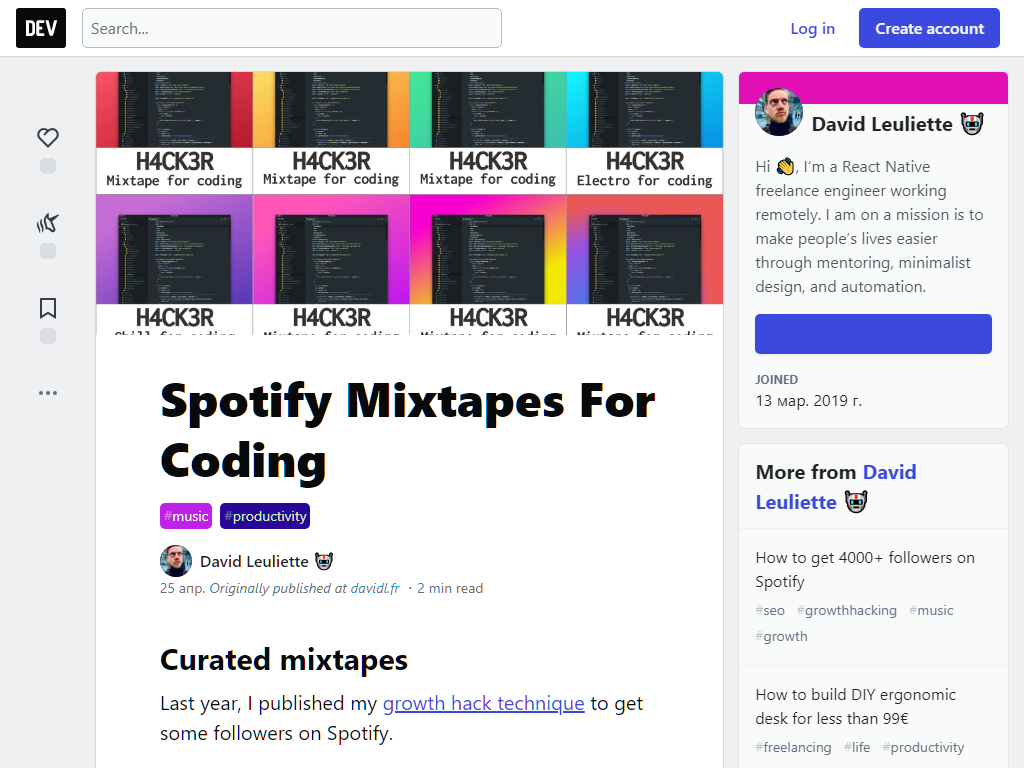 DEV
Search...
Log in
Create account
H4CK3R
Mixtape for coding
H4CK3R
Mixtape for coding
H4CK3R
Mixtape for coding
H4CK3R
Electro for coding
H4CK3R
H4CK3R
H4CK3R
H4CK3R
Spotify Mixtapes For
Coding
#music #productivity
David Leuliette
25 апр. Originally published at davidl.fr ・2 min read
Curated mixtapes
Last year, I published my growth hack technique to get
some followers on Spotify.
David Leuliette
Hi , I’m a React Native
freelance engineer working
remotely. I am on a mission is to
make people’s lives easier
through mentoring, minimalist
design, and automation.
JOINED
13 мар. 2019 г.
More from David
Leuliette
How to get 4000+ followers on
Spotify
#seo #growthhacking #music
#growth
How to build DIY ergonomic
desk for less than 99€
#freelancing #life #productivity